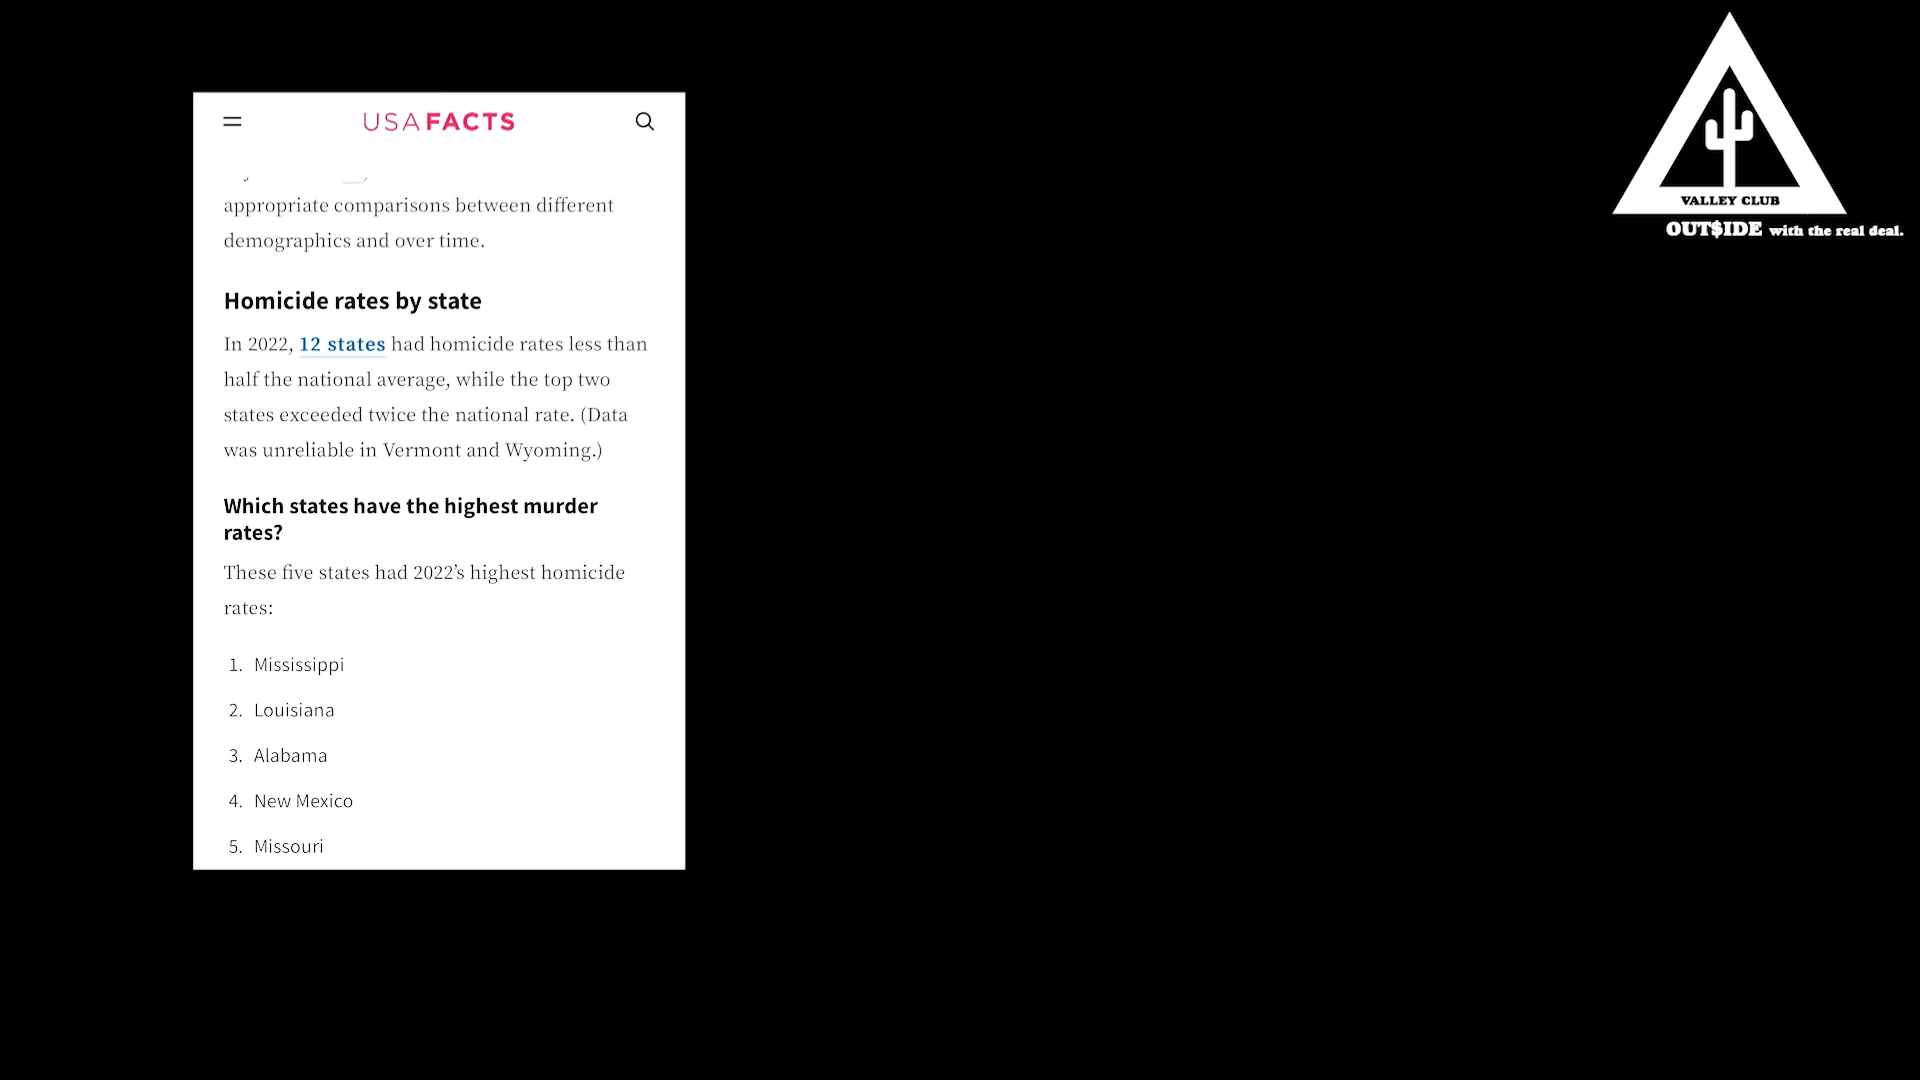 USAFACTS
appropriate comparisons between different
demographics and over time.
Homicide rates by state
In 2022, 12 states had homicide rates less than
half the national average, while the top two
states exceeded twice the national rate. (Data
was unreliable in Vermont and Wyoming.)
Which states have the highest murder
rates?
These five states had 2022’s highest homicide
rates:
1. Mississippi
2. Louisiana
3. Alabama
4. New Mexico
5. Missouri
VALLEY CLUB
OUT$IDE with the real deal.